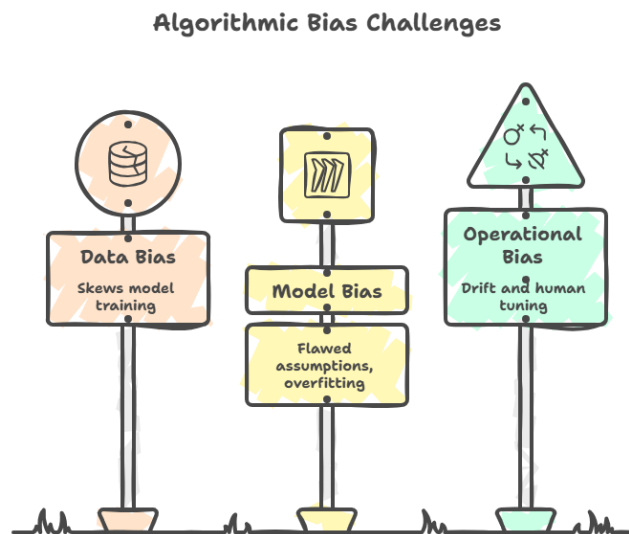 Algorithmic Bias Challenges
Data Bias
Skews model
training
Model Bias
Flawed
assumptions,
overfitting
Operational
Bias
Drift and human
tuning